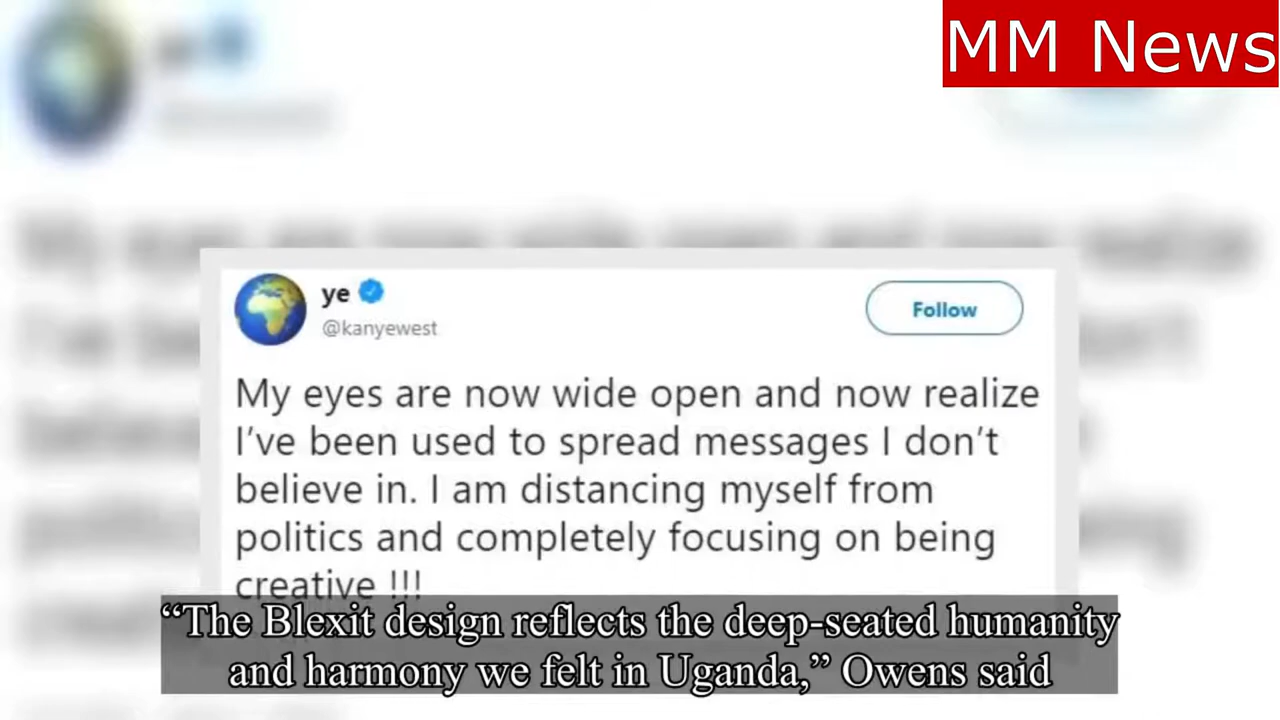 MM News
ye
@kanyewest
Follow
My eyes are now wide open and now realize
I've been used to spread messages I don't
believe in. I am distancing myself from
politics and completely focusing on being
creative !!!
“The Blexit design reflects the deep-seated humanity
and harmony we felt in Uganda,” Owens said